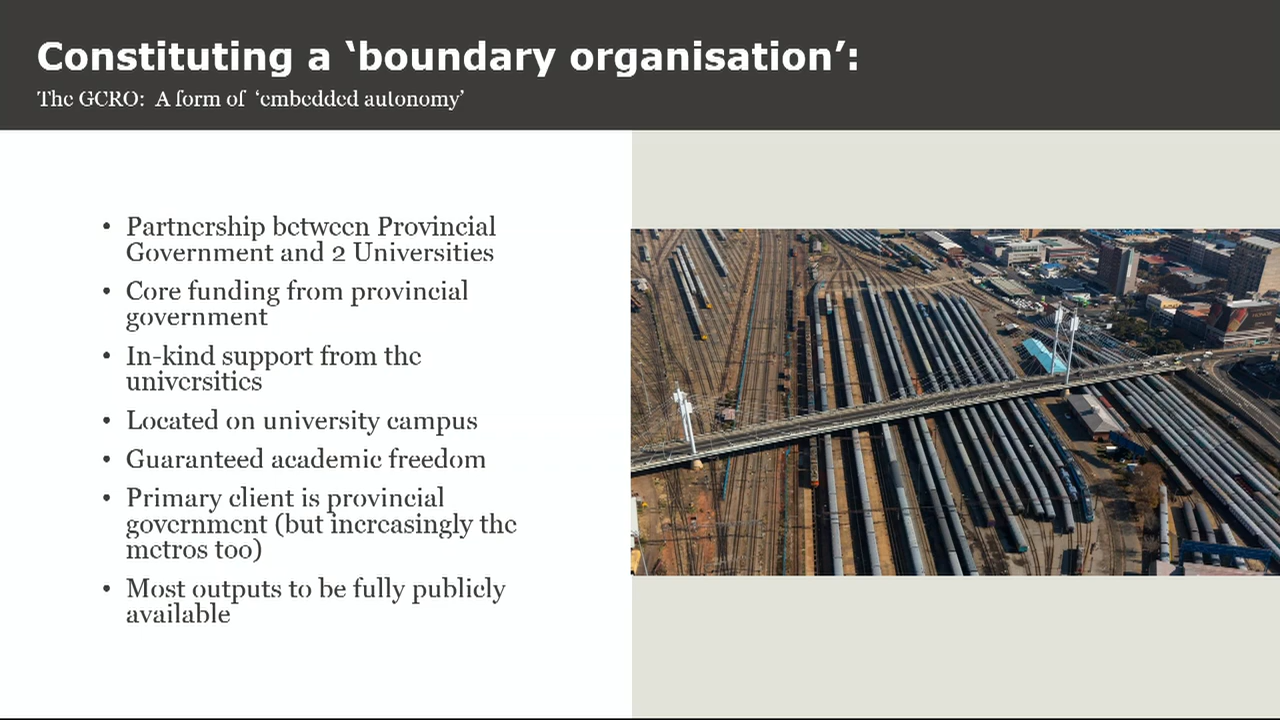 Constituting a ‘boundary organisation’:
The GCRO:  A form of  ‘embedded autonomy’
• Partnership between Provincial
Government and 2 Universities
• Core funding from provincial
government
• In-kind support from the
universities
• Located on university campus
• Guaranteed academic freedom
• Primary client is provincial
government (but increasingly the
metros too)
• Most outputs to be fully publicly
available